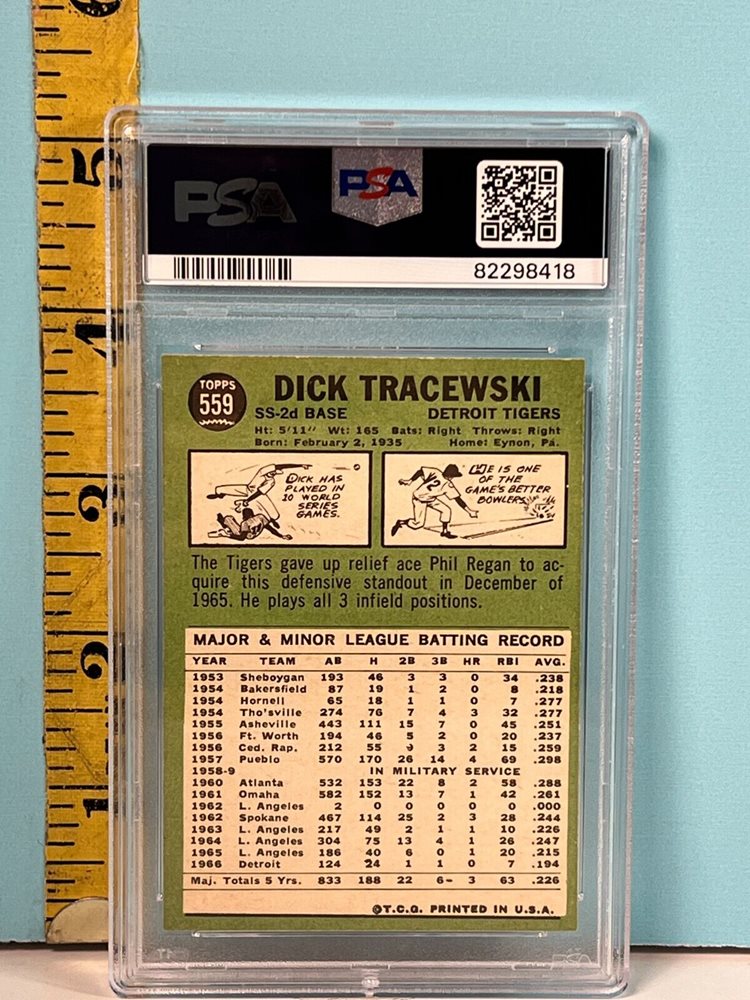 PSA PSA
82298418
TOPPS
559
DICK TRACEWSKI
SS-2d BASE DETROIT TIGERS
Ht: 5'11" Wt: 165 Bats: Right Throws: Right
Born: February 2, 1935 Home: Eynon, Pa.
DICK HAS
PLAYED IN
10 WORLD
SERIES
GAMES.
HE IS ONE
OF THE
GAME'S BETTER
BOWLERS.
The Tigers gave up relief ace Phil Regan to ac-
quire this defensive standout in December of
1965. He plays all 3 infield positions.
MAJOR & MINOR LEAGUE BATTING RECORD
YEAR TEAM AB H 2B 3B HR RBI AVG.
1953 Sheboygan 193 46 3 3 0 34 .238
1954 Bakersfield 87 19 1 2 0 8 .218
1954 Hornell 65 18 1 1 0 7 .277
1954 Tho'sville 274 76 7 4 3 32 .277
1955 Asheville 443 111 15 7 0 45 .251
1956 Ft. Worth 194 46 5 2 0 20 .237
1956 Ced. Rap. 212 55 9 3 2 15 .259
1957 Pueblo 570 170 26 14 4 69 .298
1958-9 IN MILITARY SERVICE
1960 Atlanta 532 153 22 8 2 58 .288
1961 Omaha 582 152 13 7 1 42 .261
1962 L. Angeles 2 0 0 0 0 0 .000
1962 Spokane 467 114 25 2 3 28 .244
1963 L. Angeles 217 49 2 1 1 10 .226
1964 L. Angeles 304 75 13 4 1 26 .247
1965 L. Angeles 186 40 6 0 1 20 .215
1966 Detroit 124 24 1 1 0 7 .194
Maj. Totals 5 Yrs. 833 188 22 6 3 63 .226
©T.C.G. PRINTED IN U.S.A.
6
5
4
3
2
1